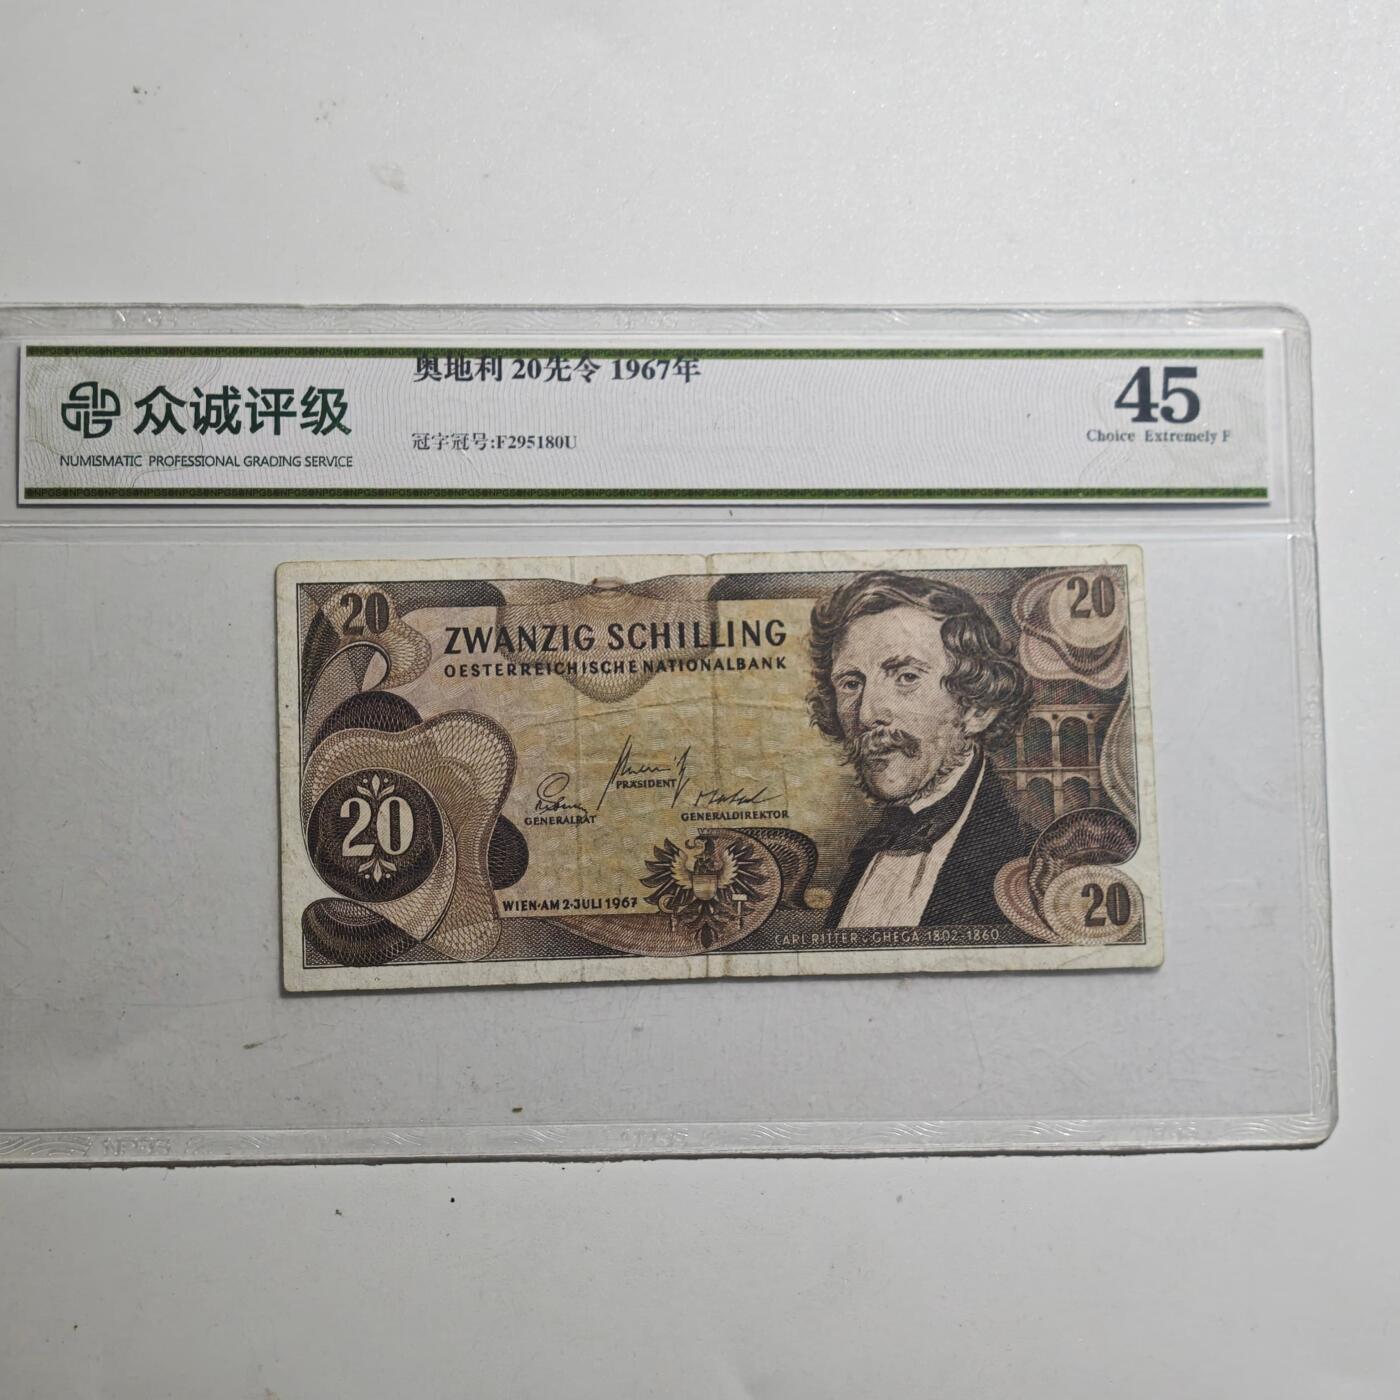 奥地利 20先令 1967年
众诚评级
NUMISMATIC PROFESSIONAL GRADING SERVICE
冠字冠号:F295180U
45
Choice Extremely F
20
20
ZWANZIG SCHILLING
OESTERREICHISCHE NATIONALBANK
PRÄSIDENT
GENERALRAT
GENERALDIREKTOR
20
WIEN·AM 2·JULI 1967
20
CARL RITTER v. GHEGA 1802-1860